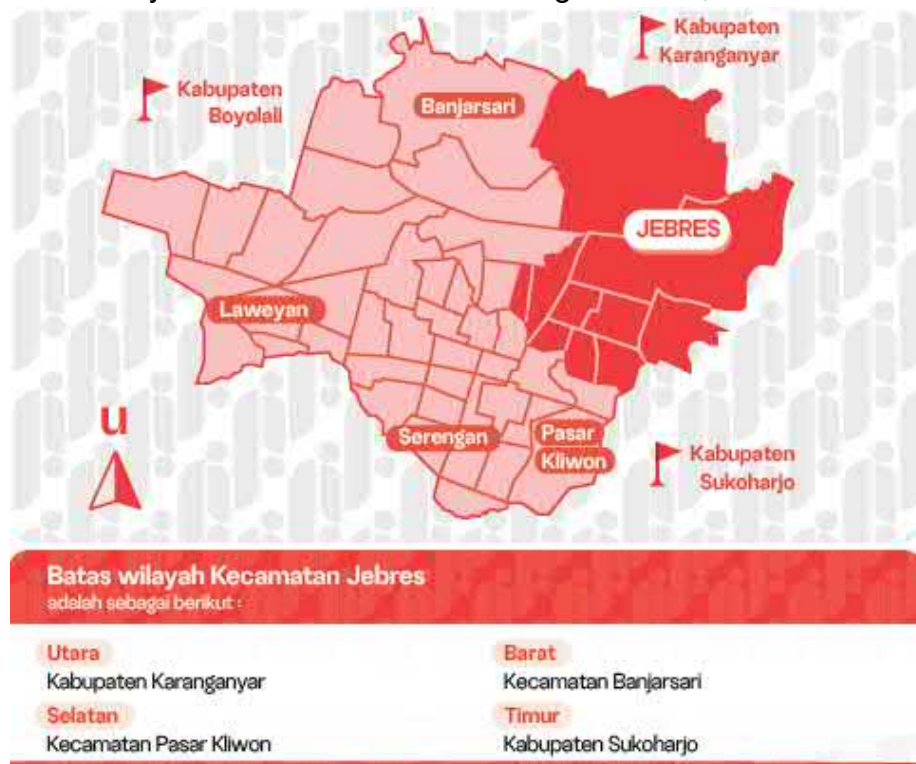 Kabupaten
Karanganyar
Kabupaten
Boyolali
Banjarsari
JEBRES
Laweyan
Serengan
Pasar
Kliwon
U
Kabupaten
Sukoharjo
Batas wilayah Kecamatan Jebres
adalah sebagai berikut :
Utara
Kabupaten Karanganyar
Selatan
Kecamatan Pasar Kliwon
Barat
Kecamatan Banjarsari
Timur
Kabupaten Sukoharjo